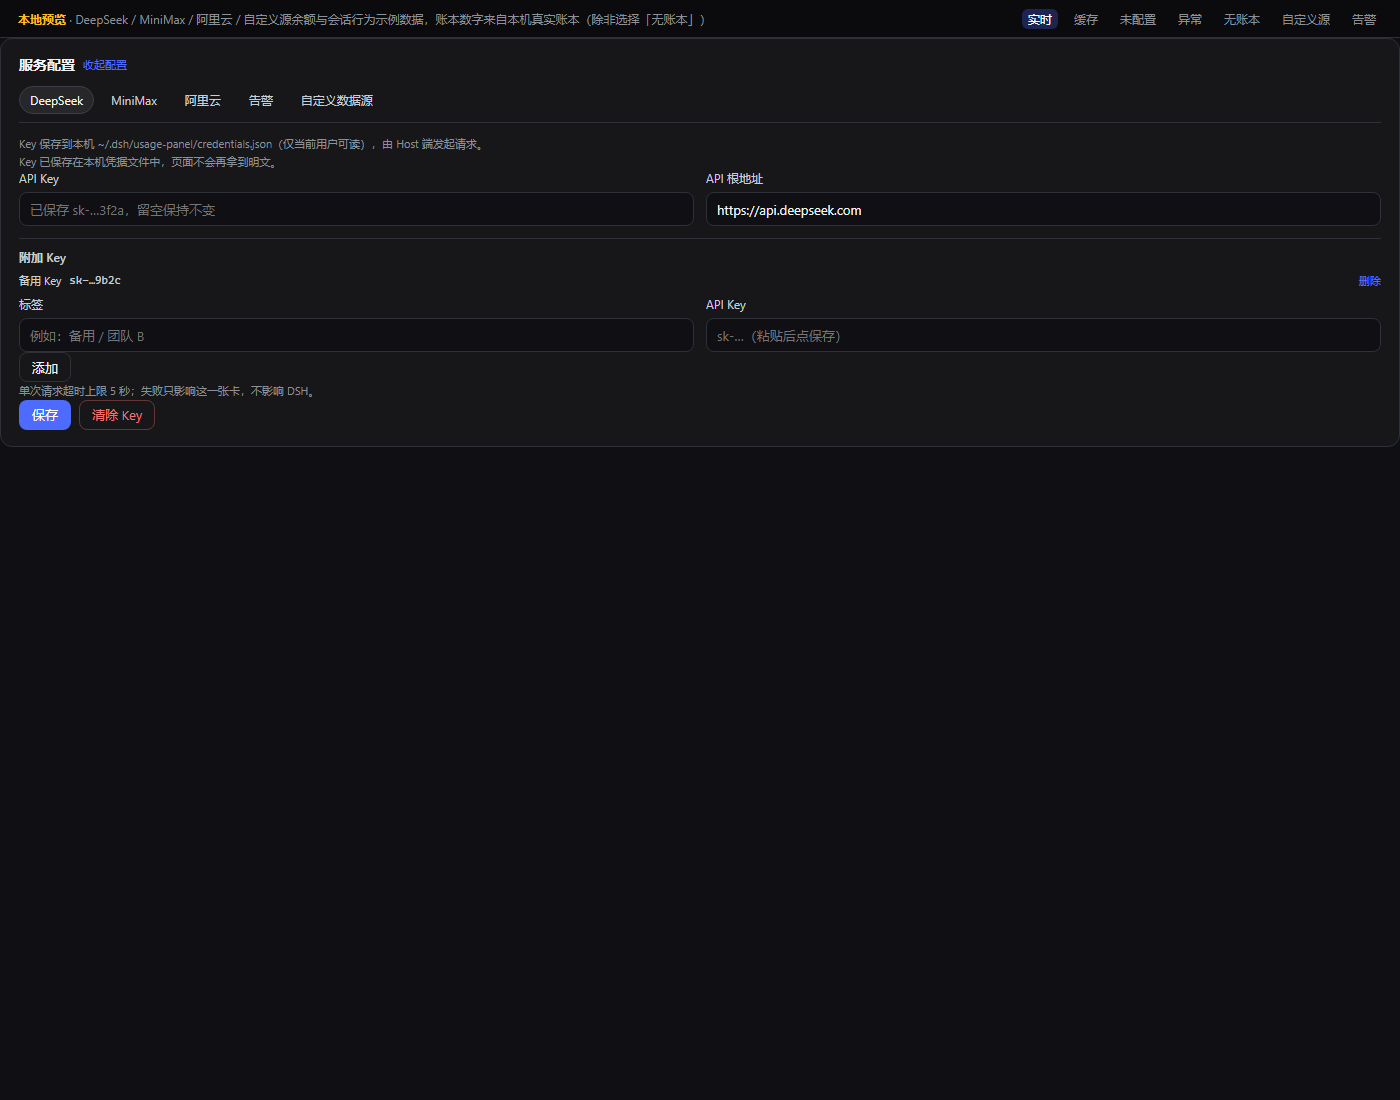 本地预览 · DeepSeek / MiniMax / 阿里云 / 自定义源余额与会话行为示例数据，账本数字来自本机真实账本（除非选择「无账本」）
实时 缓存 未配置 异常 无账本 自定义源 告警
服务配置 收起配置
DeepSeek MiniMax 阿里云 告警 自定义数据源
Key 保存到本机 ~/.dsh/usage-panel/credentials.json（仅当前用户可读），由 Host 端发起请求。
Key 已保存在本机凭据文件中，页面不会再拿到明文。
API Key API 根地址
已保存 sk-...3f2a，留空保持不变 https://api.deepseek.com
附加 Key
备用 Key sk-…9b2c 删除
标签 API Key
例如：备用 / 团队 B sk-...（粘贴后点保存）
添加
单次请求超时上限 5 秒；失败只影响这一张卡，不影响 DSH。
保存 清除 Key